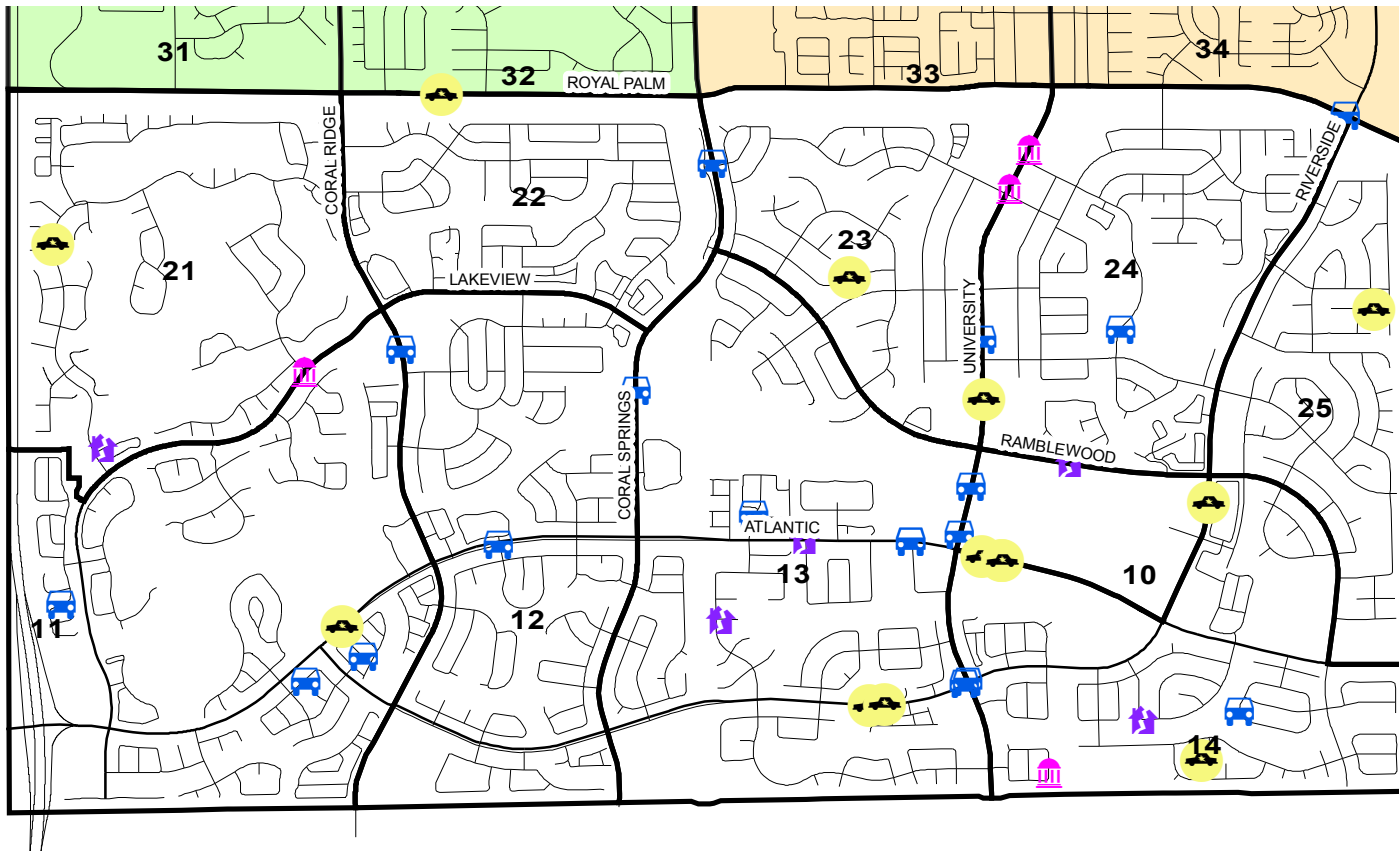 31
32
33
34
ROYAL PALM
CORAL RIDGE
RIVERSIDE
22
23
21
24
LAKEVIEW
UNIVERSITY
25
CORAL SPRINGS
RAMBLEWOOD
ATLANTIC
13
10
11
12
14